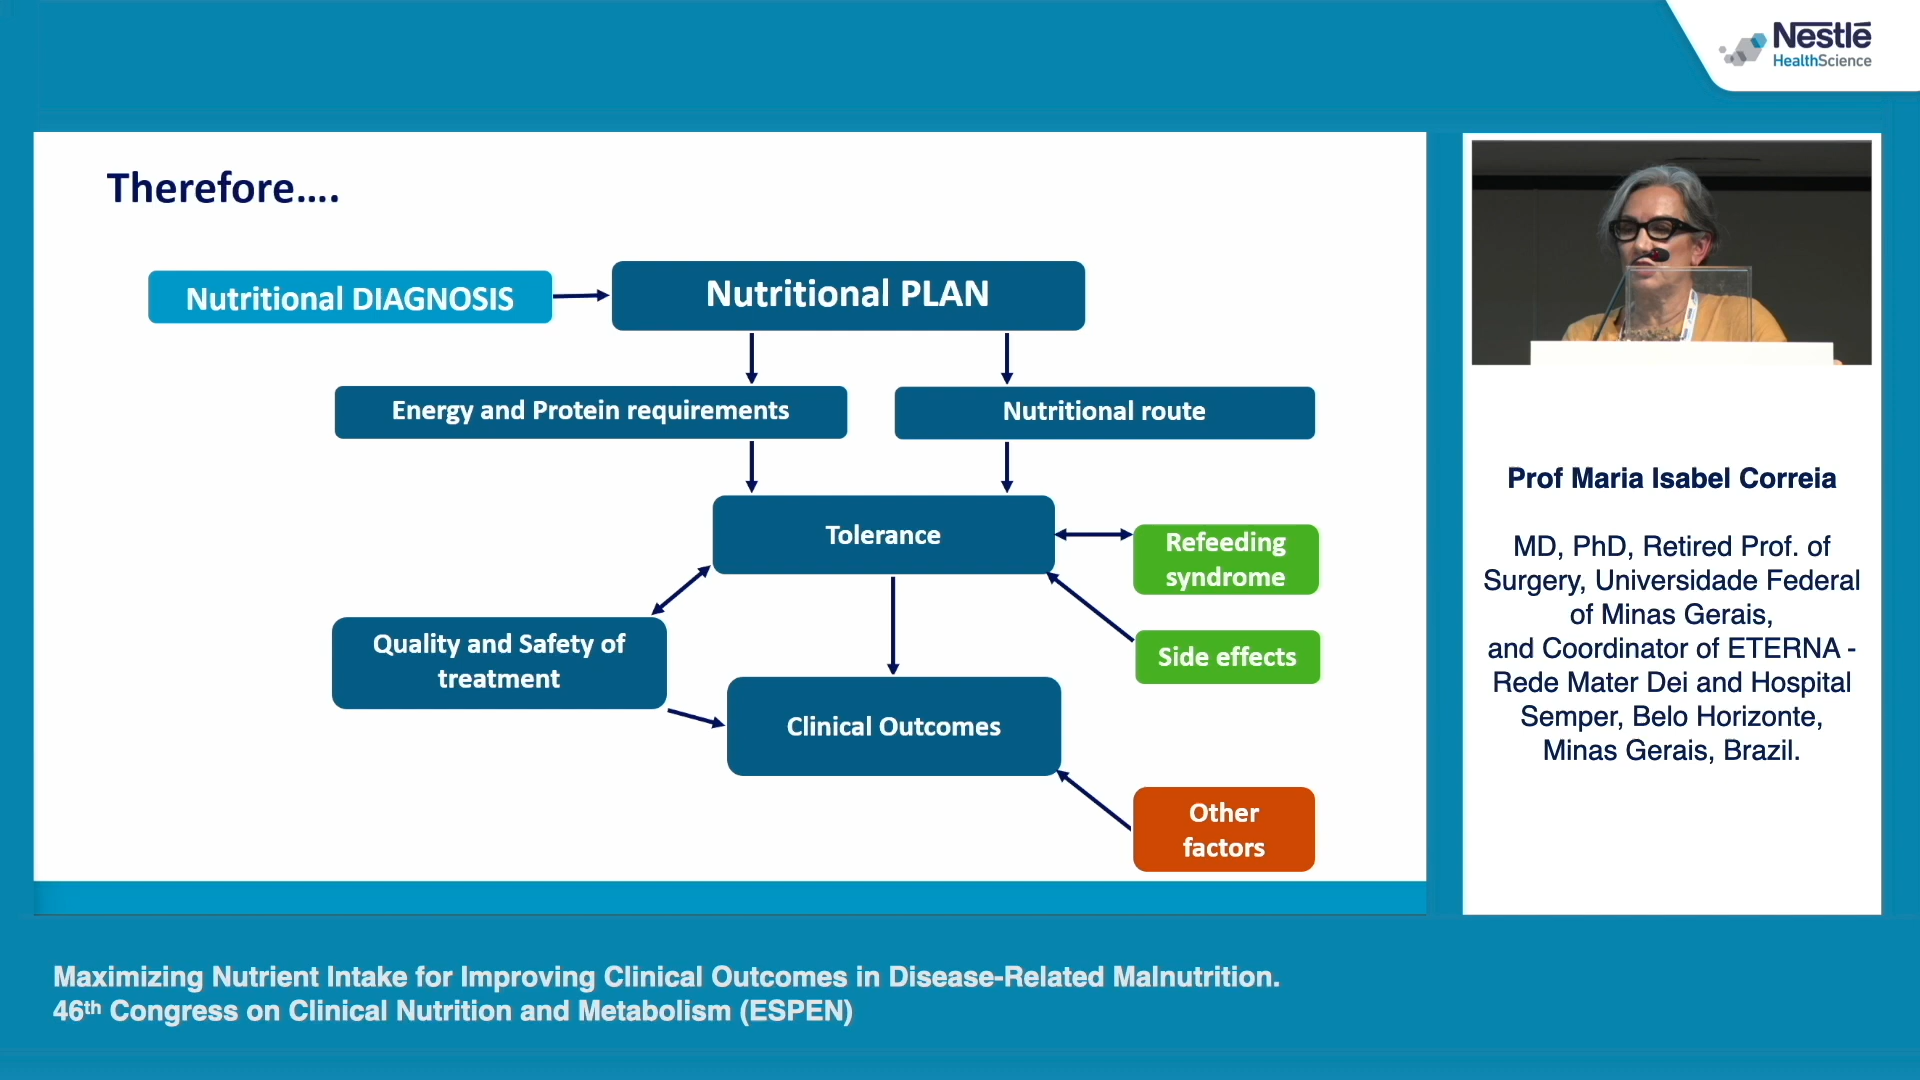 Nestlé
HealthScience
Therefore....
Nutritional DIAGNOSIS
Nutritional PLAN
Energy and Protein requirements
Nutritional route
Tolerance
Refeeding
syndrome
Quality and Safety of
treatment
Side effects
Clinical Outcomes
Other
factors
Prof Maria Isabel Correia
MD, PhD, Retired Prof. of
Surgery, Universidade Federal
of Minas Gerais,
and Coordinator of ETERNA -
Rede Mater Dei and Hospital
Semper, Belo Horizonte,
Minas Gerais, Brazil.
Maximizing Nutrient Intake for Improving Clinical Outcomes in Disease-Related Malnutrition.
46th Congress on Clinical Nutrition and Metabolism (ESPEN)